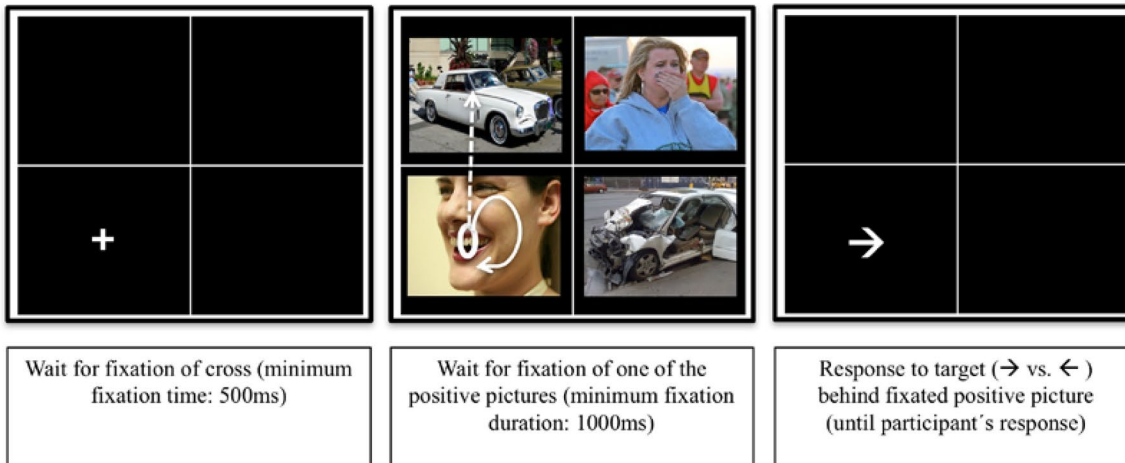 Wait for fixation of cross (minimum
fixation time: 500ms)
Wait for fixation of one of the
positive pictures (minimum fixation
duration: 1000ms)
Response to target (→ vs. ← )
behind fixated positive picture
(until participant´s response)